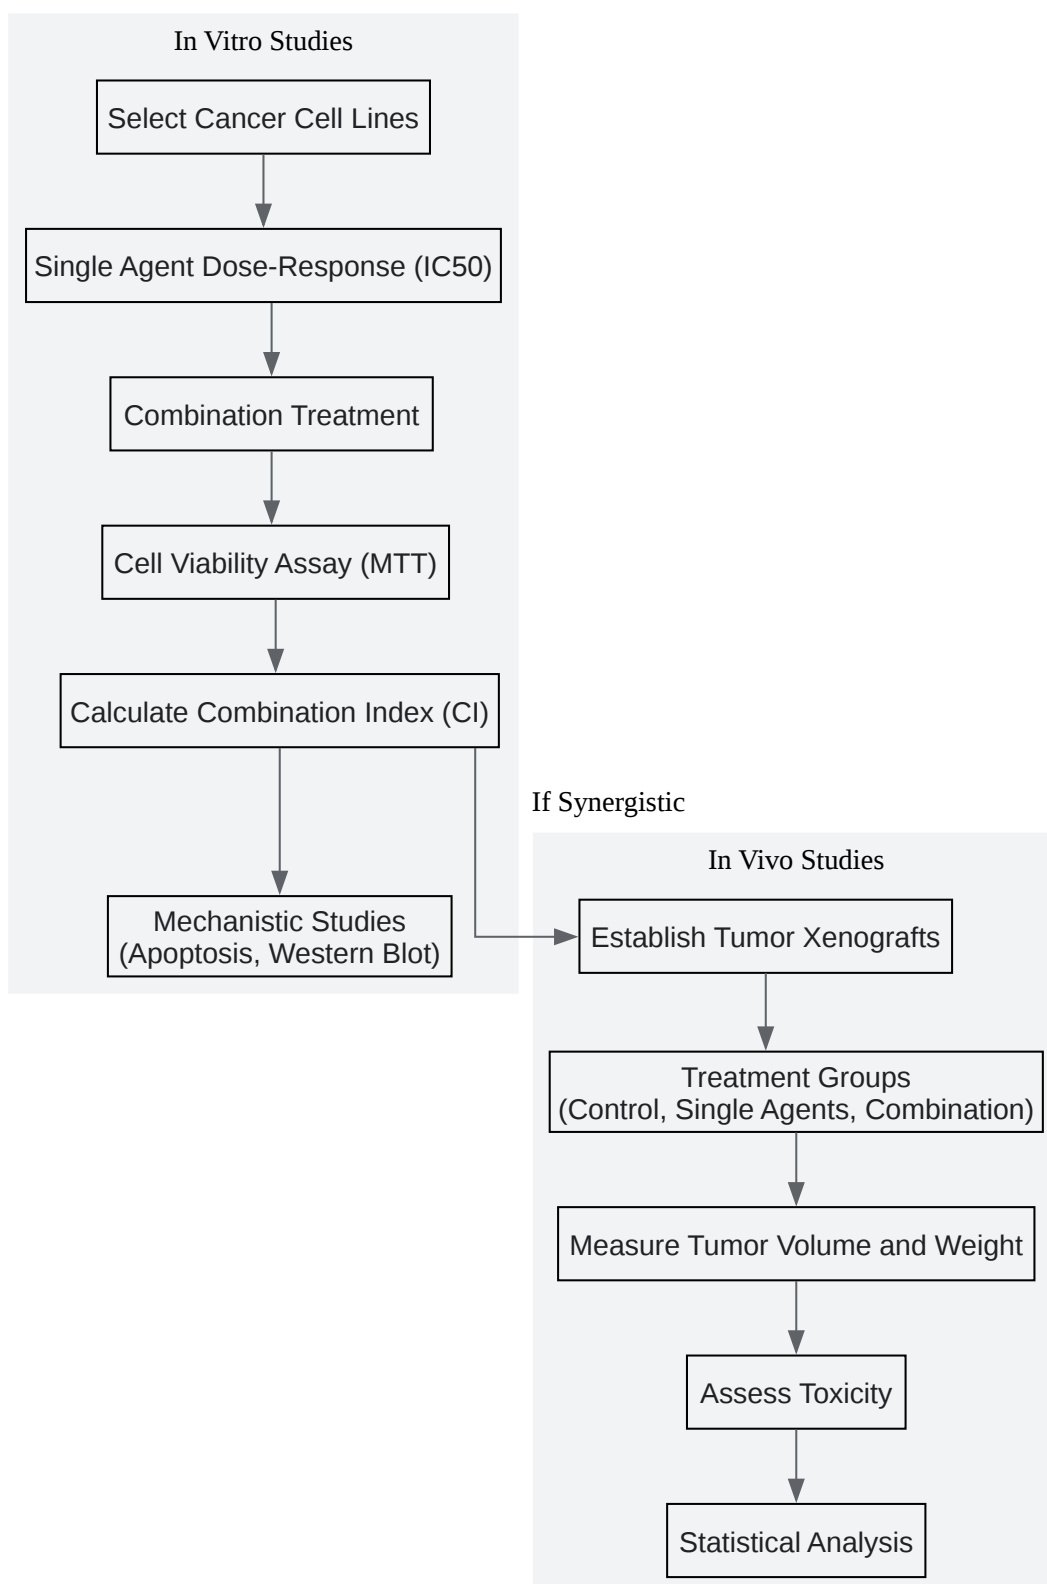 In Vitro Studies
Select Cancer Cell Lines
Single Agent Dose-Response (IC50)
Combination Treatment
Cell Viability Assay (MTT)
Calculate Combination Index (CI)
Mechanistic Studies
(Apoptosis, Western Blot)
If Synergistic
In Vivo Studies
Establish Tumor Xenografts
Treatment Groups
(Control, Single Agents, Combination)
Measure Tumor Volume and Weight
Assess Toxicity
Statistical Analysis